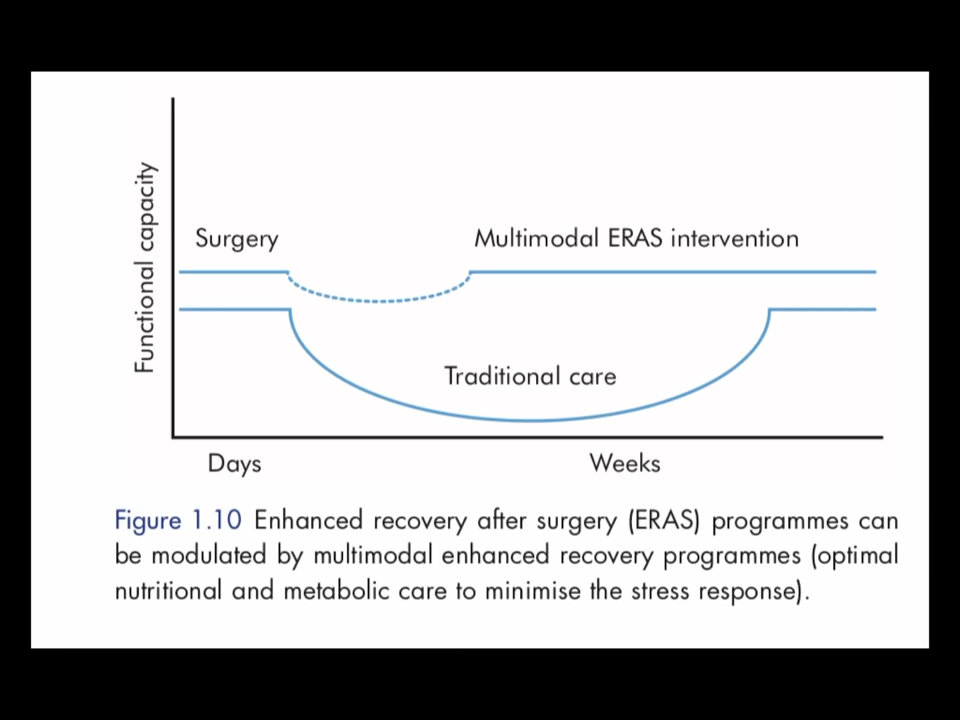 Functional capacity
Surgery
Multimodal ERAS intervention
Traditional care
Days
Weeks
Figure 1.10 Enhanced recovery after surgery (ERAS) programmes can
be modulated by multimodal enhanced recovery programmes (optimal
nutritional and metabolic care to minimise the stress response).